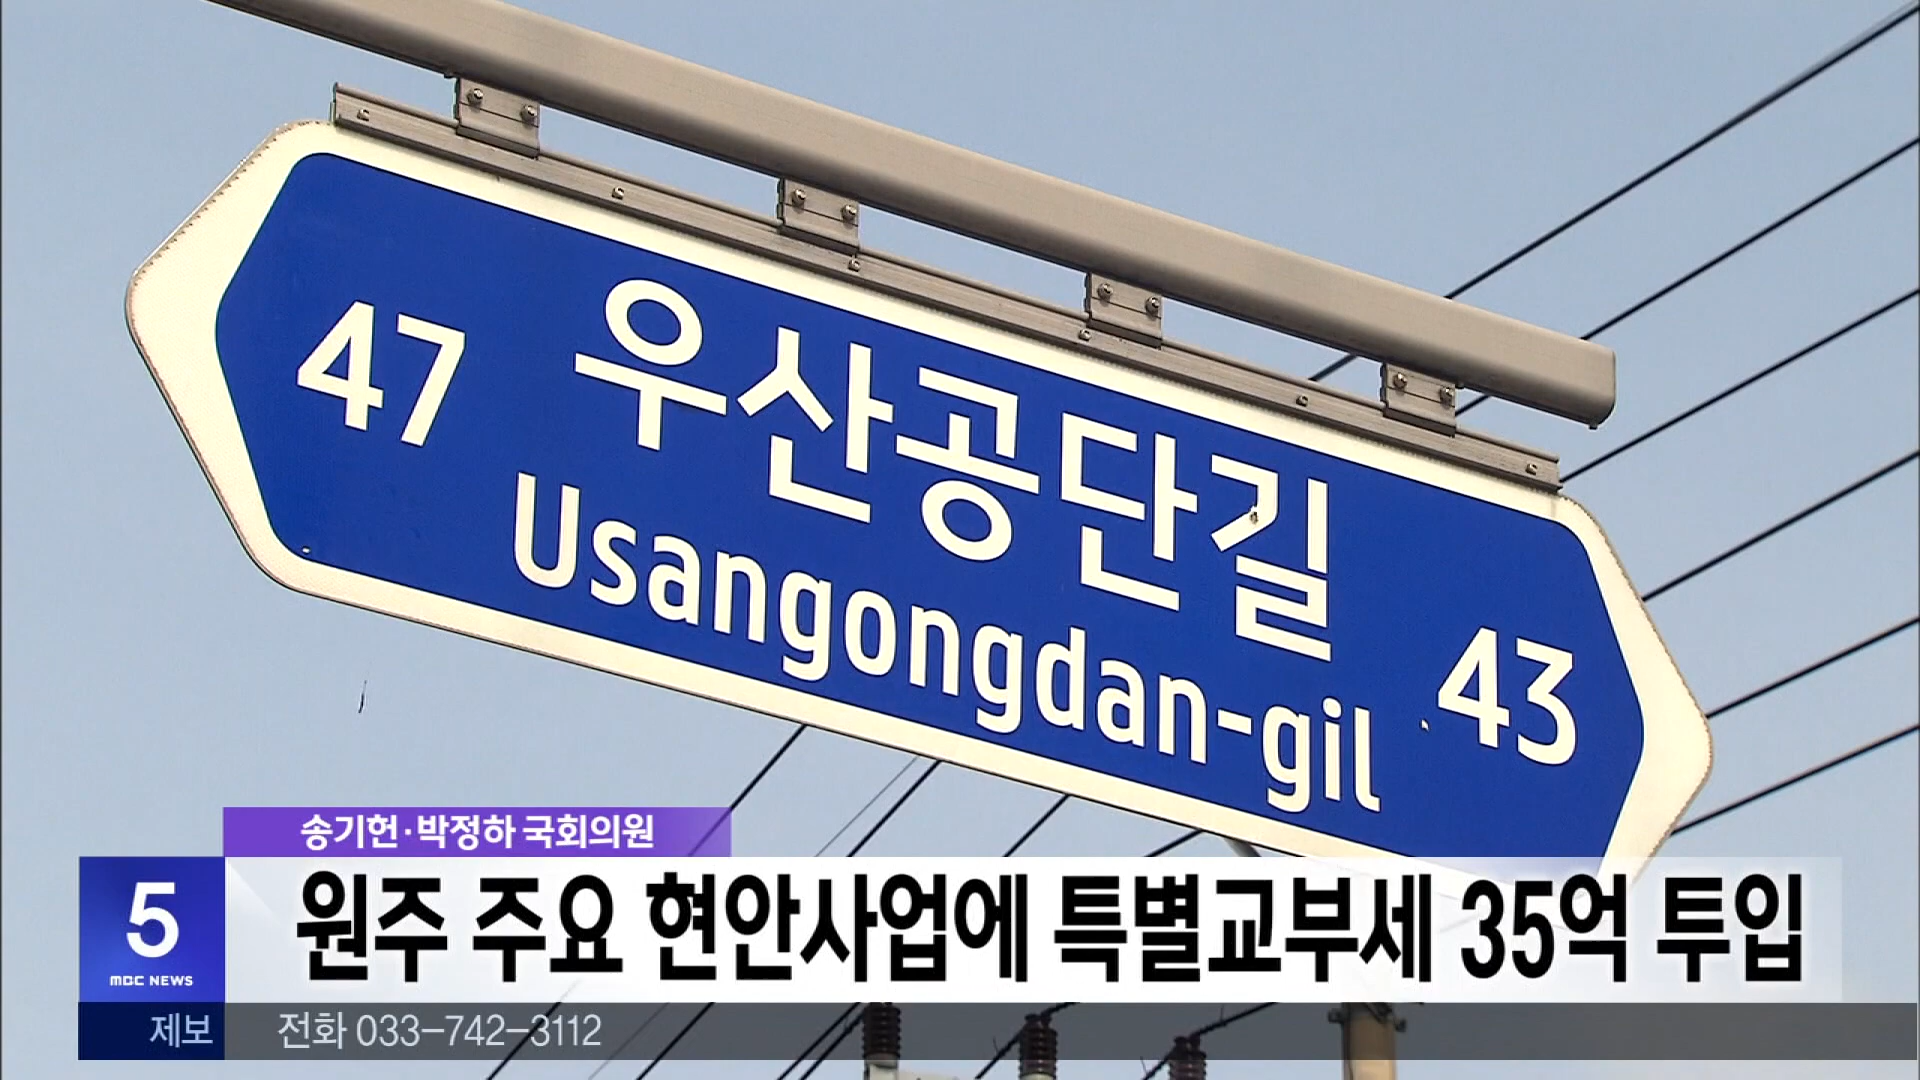 47 우산공단길 43
Usangongdan-gil
송기헌·박정하 국회의원
5 원주 주요 현안사업에 특별교부세 35억 투입
MBC NEWS
제보 전화 033-742-3112